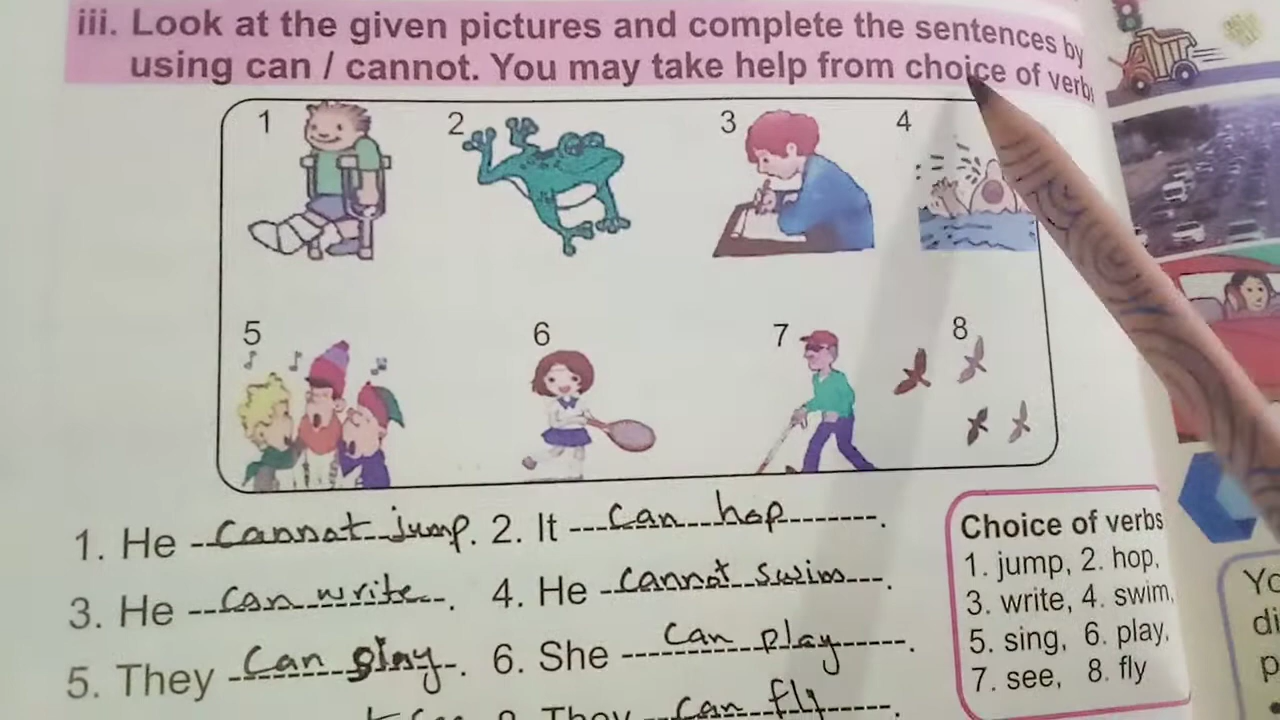 iii. Look at the given pictures and complete the sentences by
using can / cannot. You may take help from choice of verbs
1 2 3 4
5 6 7 8
1. He cannot jump. 2. It can hop.
3. He can write. 4. He cannot swim.
5. They can sing. 6. She can play.
8. They can fly.
Choice of verbs
1. jump, 2. hop,
3. write, 4. swim,
5. sing, 6. play,
7. see, 8. fly